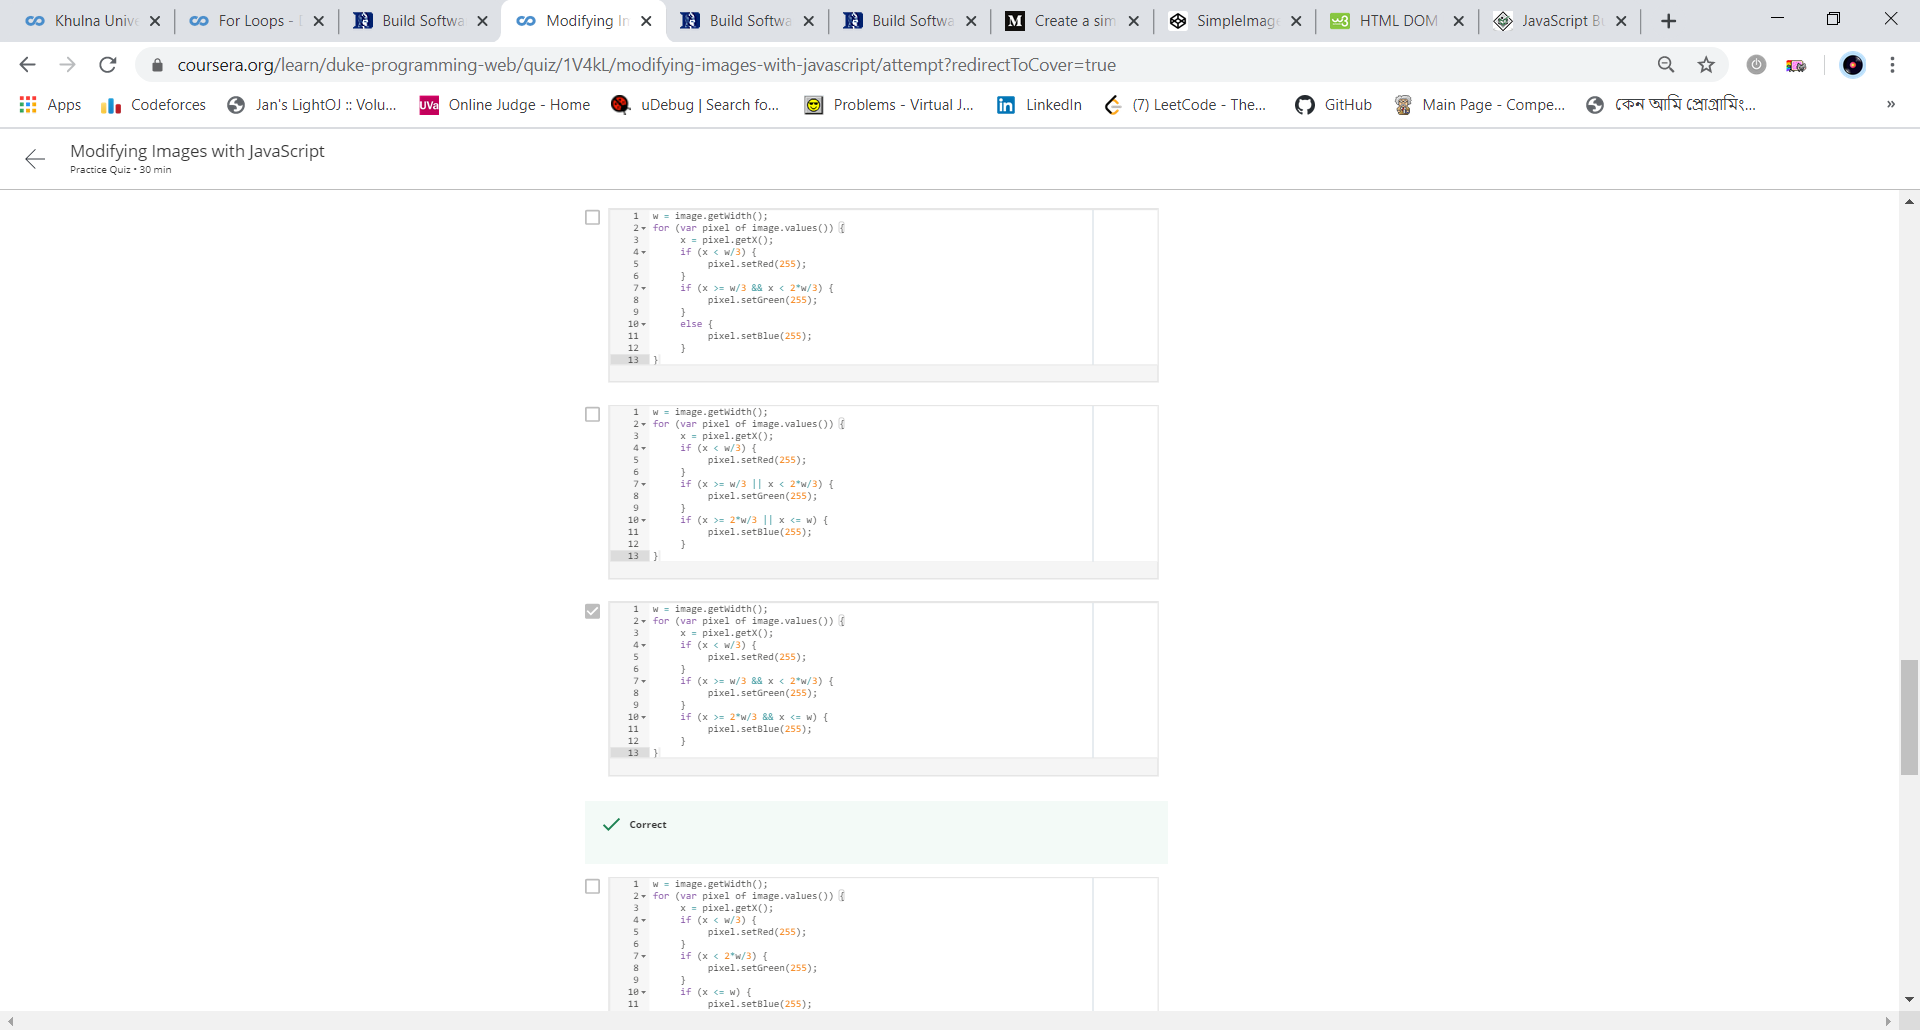 Khulna Unive
For Loops - [
Build Softwa
Modifying In
Build Softwa
Build Softwa
M
Create a sim
SimpleImage
w3
HTML DOM
JavaScript B
coursera.org/learn/duke-programming-web/quiz/1V4kL/modifying-images-with-javascript/attempt?redirectToCover=true
Apps
Codeforces
Jan's LightOJ :: Volu...
UVa
Online Judge - Home
uDebug | Search fo...
Problems - Virtual J...
in
LinkedIn
(7) LeetCode - The...
GitHub
Main Page - Compe...
কেন আমি প্রোগ্রামিং...
»
Modifying Images with JavaScript
Practice Quiz • 30 min
1 w = image.getWidth();
2 for (var pixel of image.values()) {
3 x = pixel.getX();
4 if (x < w/3) {
5 pixel.setRed(255);
6 }
7 if (x >= w/3 && x < 2*w/3) {
8 pixel.setGreen(255);
9 }
10 else {
11 pixel.setBlue(255);
12 }
13 }
1 w = image.getWidth();
2 for (var pixel of image.values()) {
3 x = pixel.getX();
4 if (x < w/3) {
5 pixel.setRed(255);
6 }
7 if (x >= w/3 || x < 2*w/3) {
8 pixel.setGreen(255);
9 }
10 if (x >= 2*w/3 || x <= w) {
11 pixel.setBlue(255);
12 }
13 }
1 w = image.getWidth();
2 for (var pixel of image.values()) {
3 x = pixel.getX();
4 if (x < w/3) {
5 pixel.setRed(255);
6 }
7 if (x >= w/3 && x < 2*w/3) {
8 pixel.setGreen(255);
9 }
10 if (x >= 2*w/3 && x <= w) {
11 pixel.setBlue(255);
12 }
13 }
Correct
1 w = image.getWidth();
2 for (var pixel of image.values()) {
3 x = pixel.getX();
4 if (x < w/3) {
5 pixel.setRed(255);
6 }
7 if (x < 2*w/3) {
8 pixel.setGreen(255);
9 }
10 if (x <= w) {
11 pixel.setBlue(255);